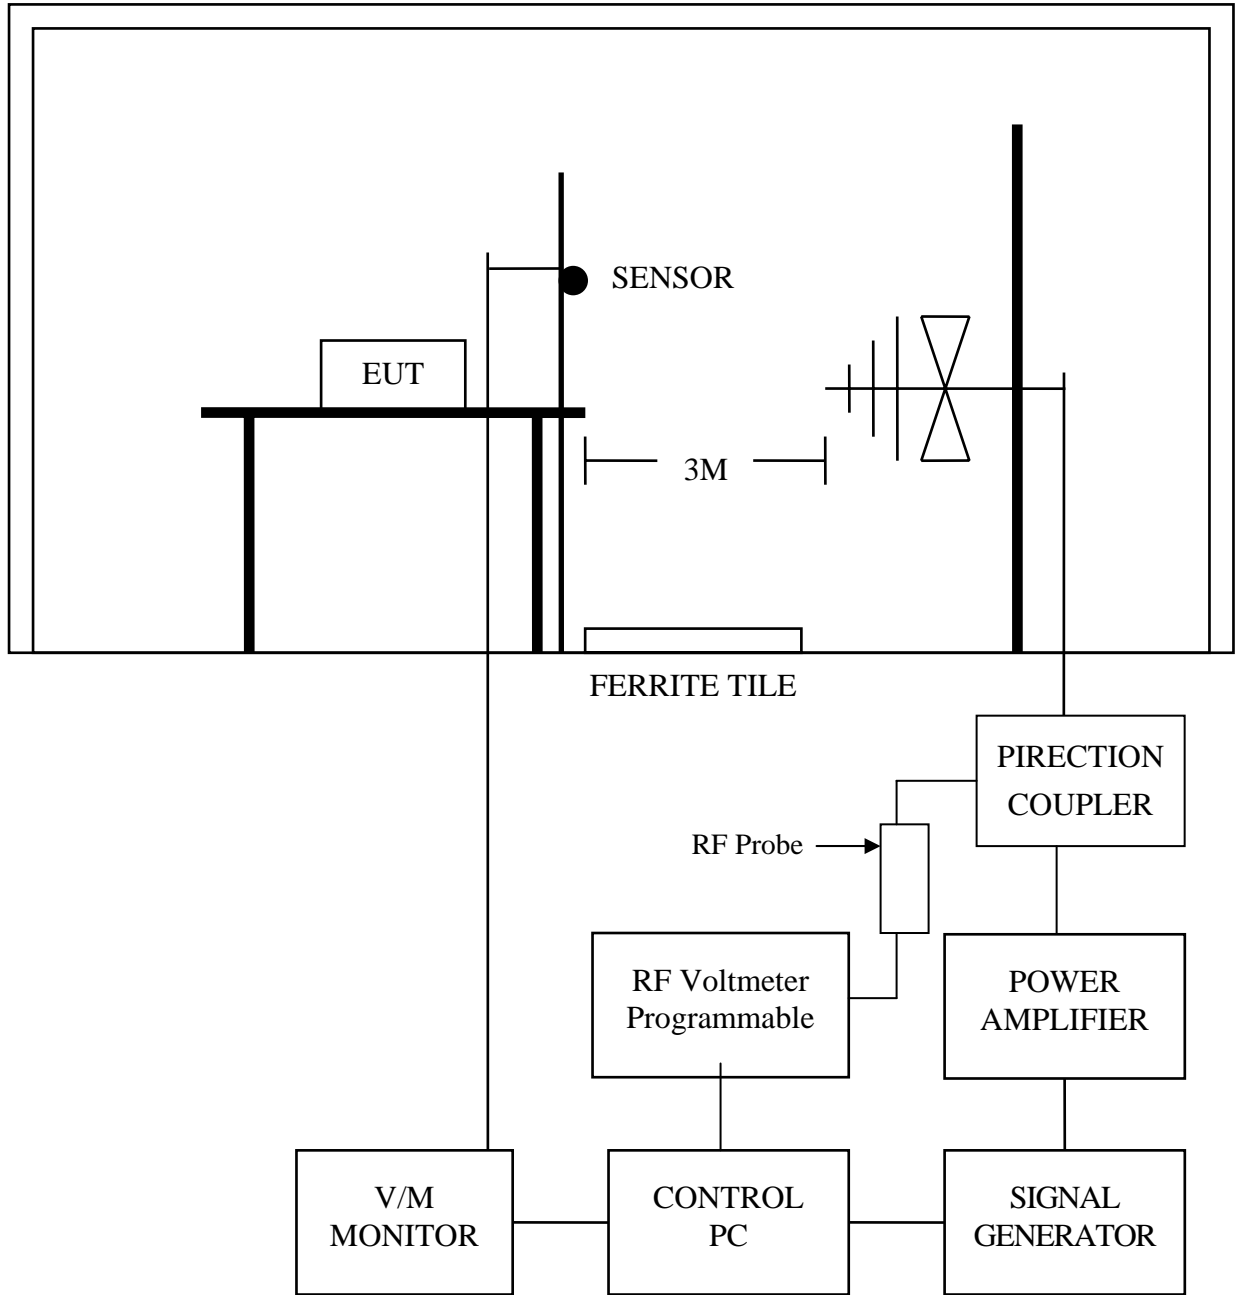 SENSOR
EUT
3M
FERRITE TILE
PIRECTION
COUPLER
RF Probe
RF Voltmeter
Programmable
POWER
AMPLIFIER
V/M
MONITOR
CONTROL
PC
SIGNAL
GENERATOR